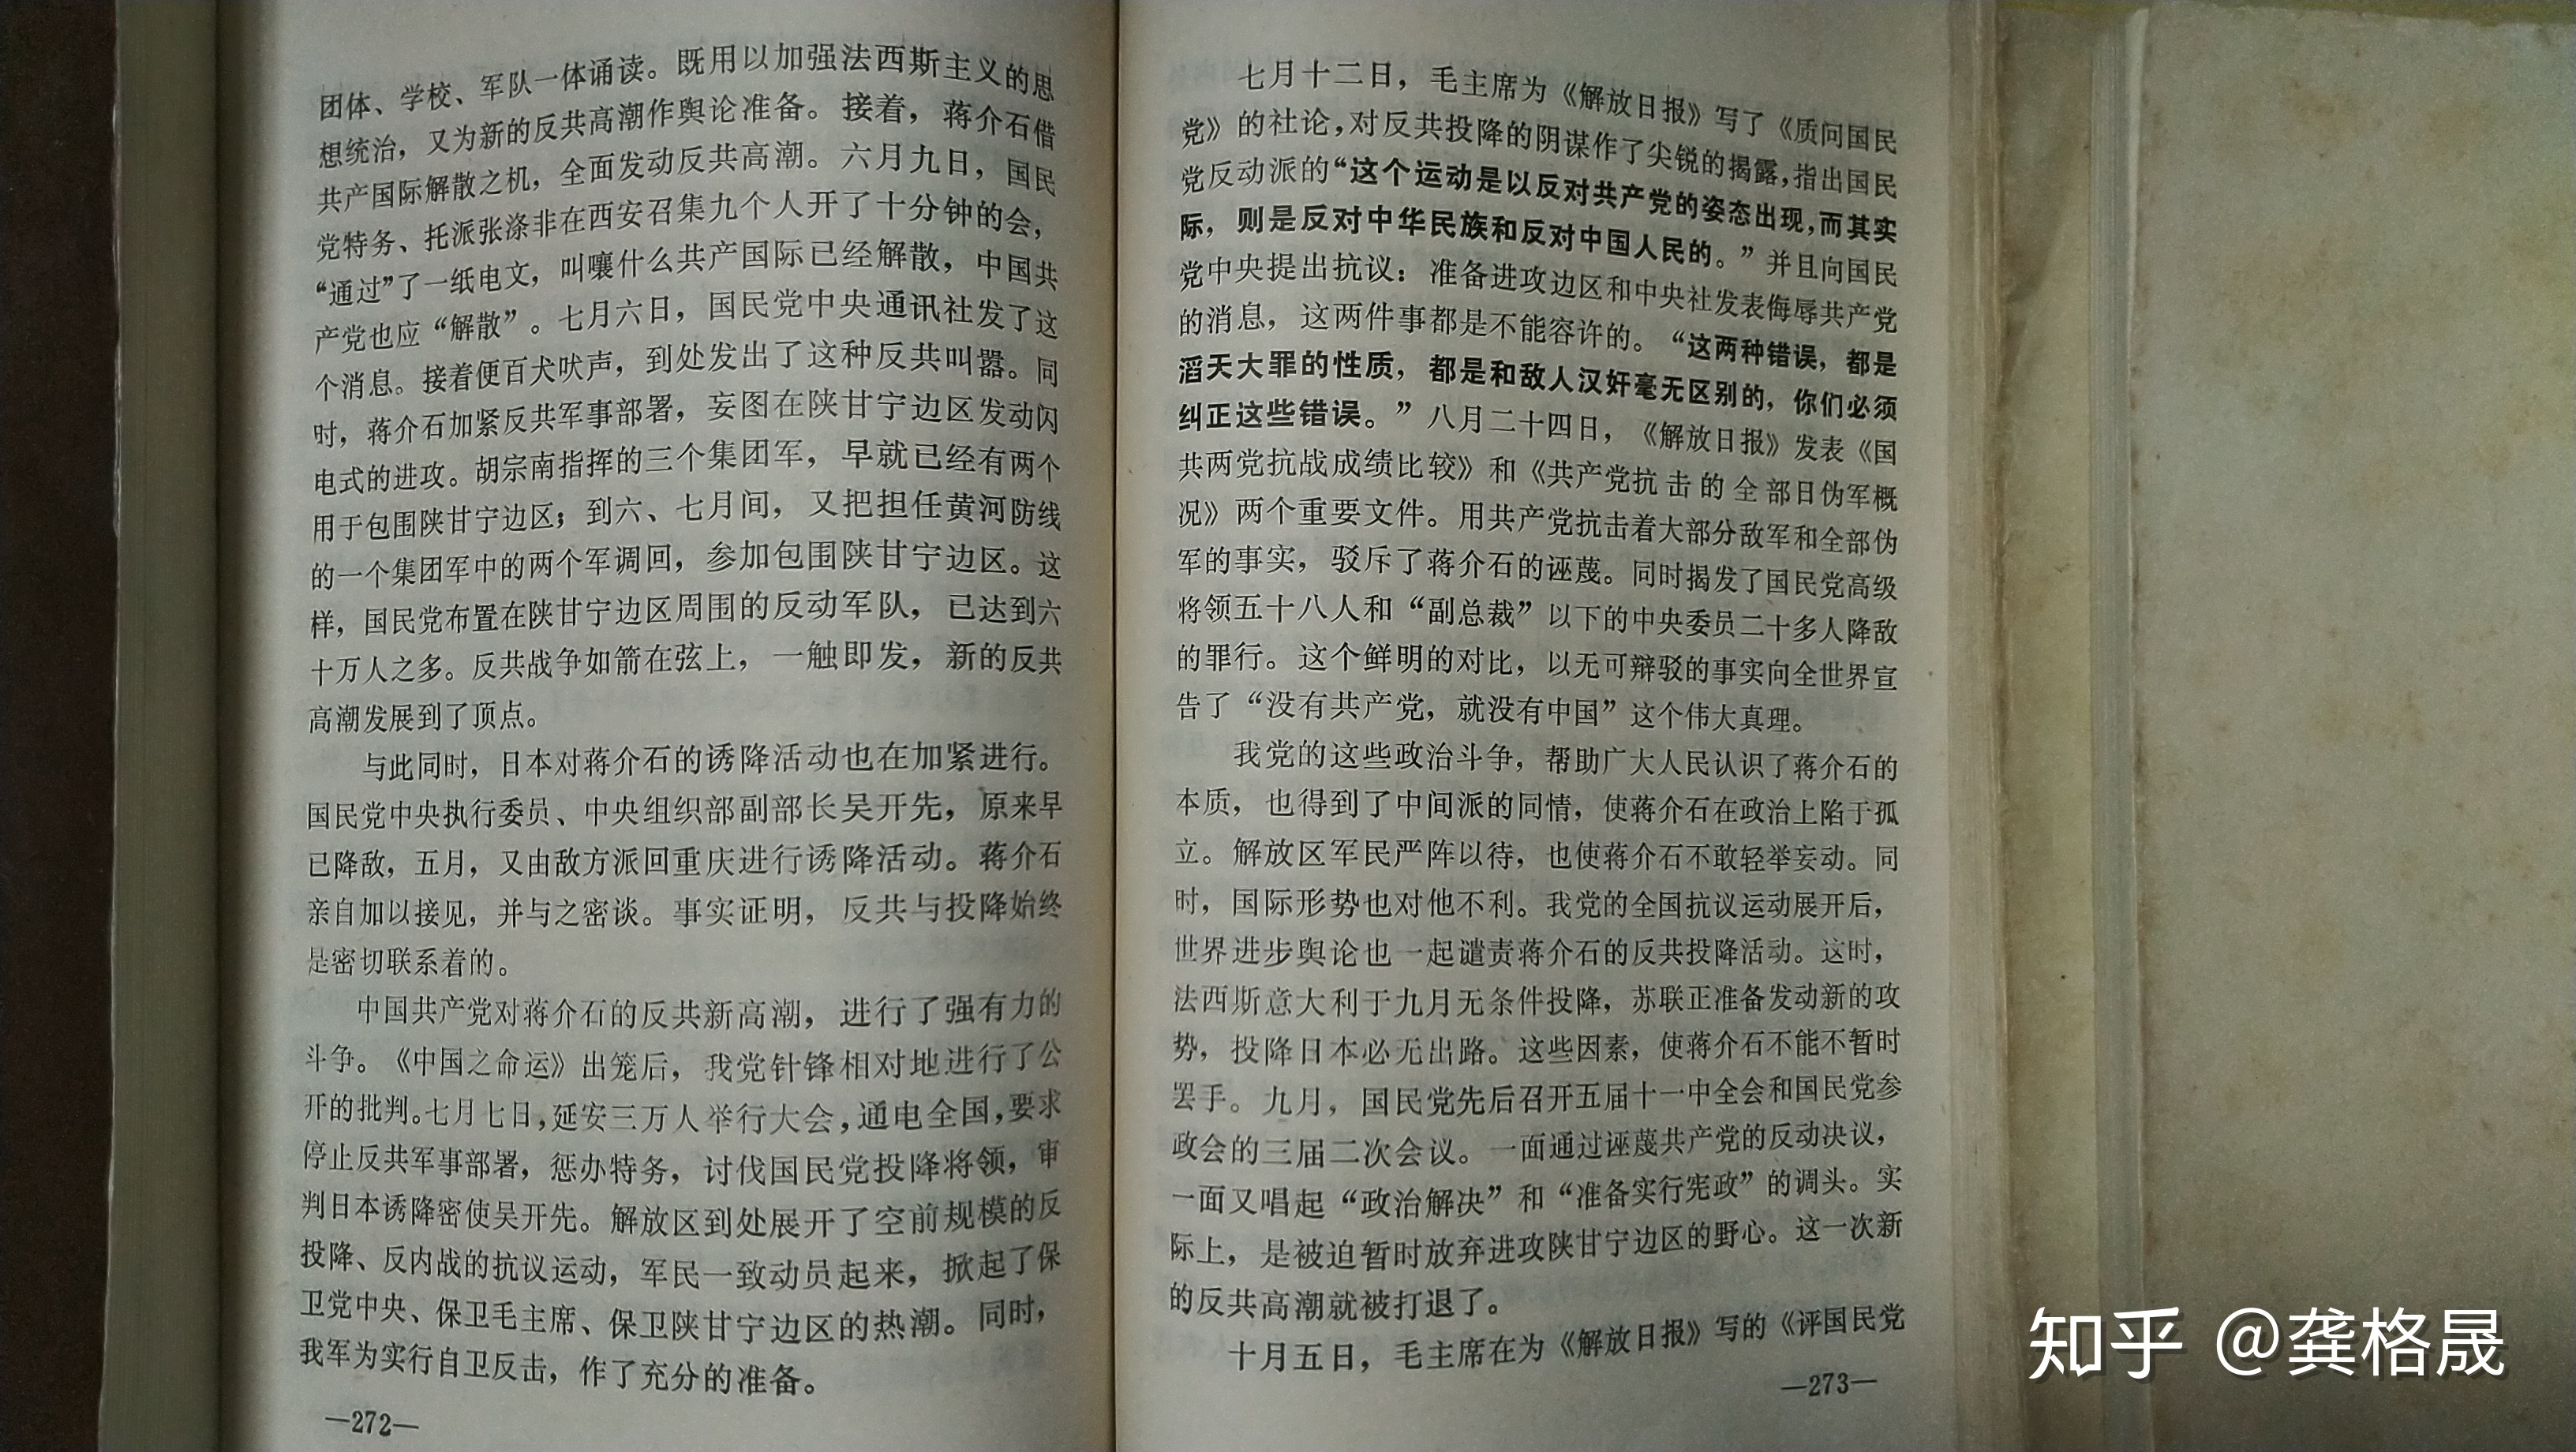 团体、学校、军队一体诵读。既用以加强法西斯主义的思
想统治，又为新的反共高潮作舆论准备。接着，蒋介石借
共产国际解散之机，全面发动反共高潮。六月九日，国民
党特务、托派张涤非在西安召集九个人开了十分钟的会，
“通过”了一纸电文，叫嚷什么共产国际已经解散，中国共
产党也应“解散”。七月六日，国民党中央通讯社发了这
个消息。接着便百犬吠声，到处发出了这种反共叫嚣。同
时，蒋介石加紧反共军事部署，妄图在陕甘宁边区发动闪
电式的进攻。胡宗南指挥的三个集团军，早就已经有两个
用于包围陕甘宁边区；到六、七月间，又把担任黄河防线
的一个集团军中的两个军调回，参加包围陕甘宁边区。这
样，国民党布置在陕甘宁边区周围的反动军队，已达到六
十万人之多。反共战争如箭在弦上，一触即发，新的反共
高潮发展到了顶点。
与此同时，日本对蒋介石的诱降活动也在加紧进行。
国民党中央执行委员、中央组织部副部长吴开先，原来早
已降敌，五月，又由敌方派回重庆进行诱降活动。蒋介石
亲自加以接见，并与之密谈。事实证明，反共与投降始终
是密切联系着的。
中国共产党对蒋介石的反共新高潮，进行了强有力的
斗争。《中国之命运》出笼后，我党针锋相对地进行了公
开的批判。七月七日，延安三万人举行大会，通电全国，要求
停止反共军事部署，惩办特务，讨伐国民党投降将领，审
判日本诱降密使吴开先。解放区到处展开了空前规模的反
投降、反内战的抗议运动，军民一致动员起来，掀起了保
卫党中央、保卫毛主席、保卫陕甘宁边区的热潮。同时，
我军为实行自卫反击，作了充分的准备。
—272—
七月十二日，毛主席为《解放日报》写了《质问国民
党》的社论，对反共投降的阴谋作了尖锐的揭露，指出国民
党反动派的“这个运动是以反对共产党的姿态出现，而其实
际，则是反对中华民族和反对中国人民的。”并且向国民
党中央提出抗议：准备进攻边区和中央社发表侮辱共产党
的消息，这两件事都是不能容许的。“这两种错误，都是
滔天大罪的性质，都是和敌人汉奸毫无区别的，你们必须
纠正这些错误。”八月二十四日，《解放日报》发表《国
共两党抗战成绩比较》和《共产党抗击的全部日伪军概
况》两个重要文件。用共产党抗击着大部分敌军和全部伪
军的事实，驳斥了蒋介石的诬蔑。同时揭发了国民党高级
将领五十八人和“副总裁”以下的中央委员二十多人降敌
的罪行。这个鲜明的对比，以无可辩驳的事实向全世界宣
告了“没有共产党，就没有中国”这个伟大真理。
我党的这些政治斗争，帮助广大人民认识了蒋介石的
本质，也得到了中间派的同情，使蒋介石在政治上陷于孤
立。解放区军民严阵以待，也使蒋介石不敢轻举妄动。同
时，国际形势也对他不利。我党的全国抗议运动展开后，
世界进步舆论也一起谴责蒋介石的反共投降活动。这时，
法西斯意大利于九月无条件投降，苏联正准备发动新的攻
势，投降日本必无出路。这些因素，使蒋介石不能不暂时
罢手。九月，国民党先后召开五届十一中全会和国民党参
政会的三届二次会议。一面通过诬蔑共产党的反动决议，
一面又唱起“政治解决”和“准备实行宪政”的调头。实
际上，是被迫暂时放弃进攻陕甘宁边区的野心。这一次新
的反共高潮就被打退了。
十月五日，毛主席在为《解放日报》写的《评国民党
—273—
知乎 @龚格晟